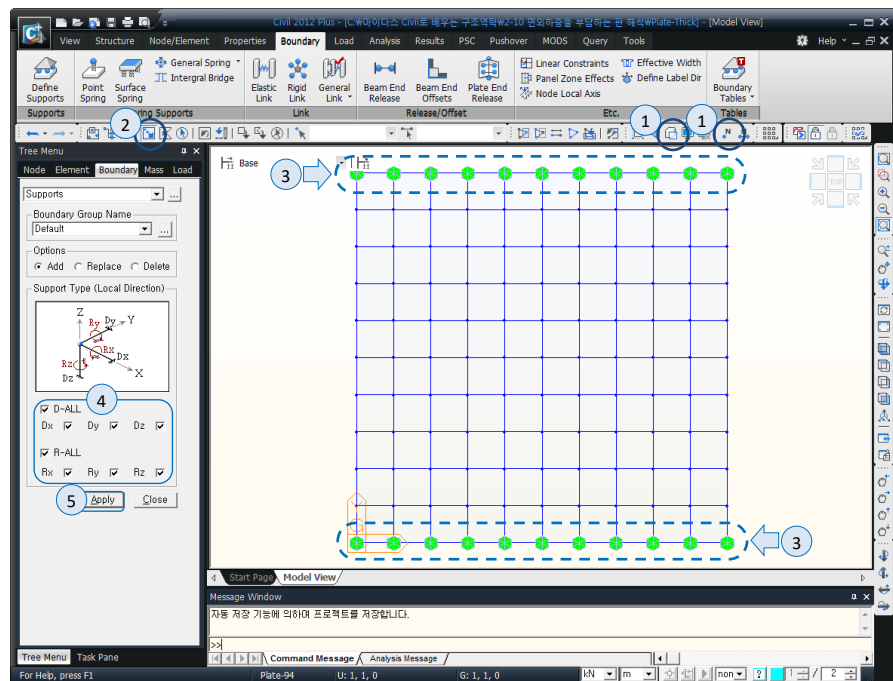 Civil 2012 Plus - [C:₩마이다스 Civil로 배우는 구조역학₩2-10 면외하중을 부담하는 판 해석₩Plate-Thick] - [Model View]
View Structure Node/Element Properties Boundary Load Analysis Results PSC Pushover MODS Query Tools Help
Define Supports
Point Spring
Surface Spring
General Spring
Intergral Bridge
Elastic Link
Rigid Link
General Link
Beam End Release
Beam End Offsets
Plate End Release
Linear Constraints
Panel Zone Effects
Node Local Axis
Effective Width
Define Label Dir
Boundary Tables
Supports
ring Supports
Link
Release/Offset
Etc.
Tables
2
1
1
Tree Menu
Node Element Boundary Mass Load
Supports
...
Boundary Group Name
Default
...
Options
Add Replace Delete
Support Type (Local Direction)
Z
Ry Dy Y
Rx
Dx
Rz
X
Dz
4
D-ALL
Dx Dy Dz
R-ALL
Rx Ry Rz
5
Apply Close
Base
3
TOP
3
Start Page Model View
Message Window
자동 저장 기능에 의하며 프로젝트를 저장합니다.
>>
Command Message Analysis Message
Tree Menu Task Pane
For Help, press F1
Plate-94
U: 1, 1, 0
G: 1, 1, 0
kN m non 1 / 2